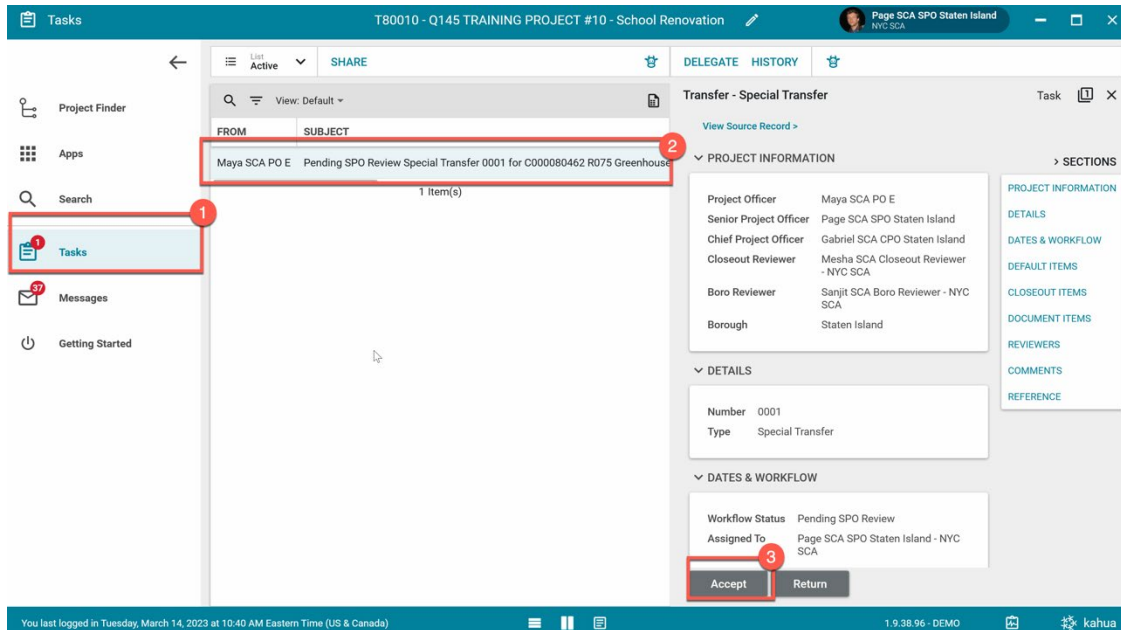 Tasks
T80010 - Q145 TRAINING PROJECT #10 - School Renovation
Page SCA SPO Staten Island
NYC SCA
Project Finder
Apps
Search
1
1
Tasks
37
Messages
Getting Started
List
Active
SHARE
View: Default
FROM SUBJECT
2
Maya SCA PO E Pending SPO Review Special Transfer 0001 for C000080462 R075 Greenhouse
1 Item(s)
DELEGATE HISTORY
Transfer - Special Transfer Task 1
View Source Record >
PROJECT INFORMATION
Project Officer Maya SCA PO E
Senior Project Officer Page SCA SPO Staten Island
Chief Project Officer Gabriel SCA CPO Staten Island
Closeout Reviewer Mesha SCA Closeout Reviewer
- NYC SCA
Boro Reviewer Sanjit SCA Boro Reviewer - NYC
SCA
Borough Staten Island
DETAILS
Number 0001
Type Special Transfer
DATES & WORKFLOW
Workflow Status Pending SPO Review
Assigned To Page SCA SPO Staten Island - NYC
SCA
3
Accept Return
> SECTIONS
PROJECT INFORMATION
DETAILS
DATES & WORKFLOW
DEFAULT ITEMS
CLOSEOUT ITEMS
DOCUMENT ITEMS
REVIEWERS
COMMENTS
REFERENCE
You last logged in Tuesday, March 14, 2023 at 10:40 AM Eastern Time (US & Canada)
1.9.38.96 - DEMO
kahua